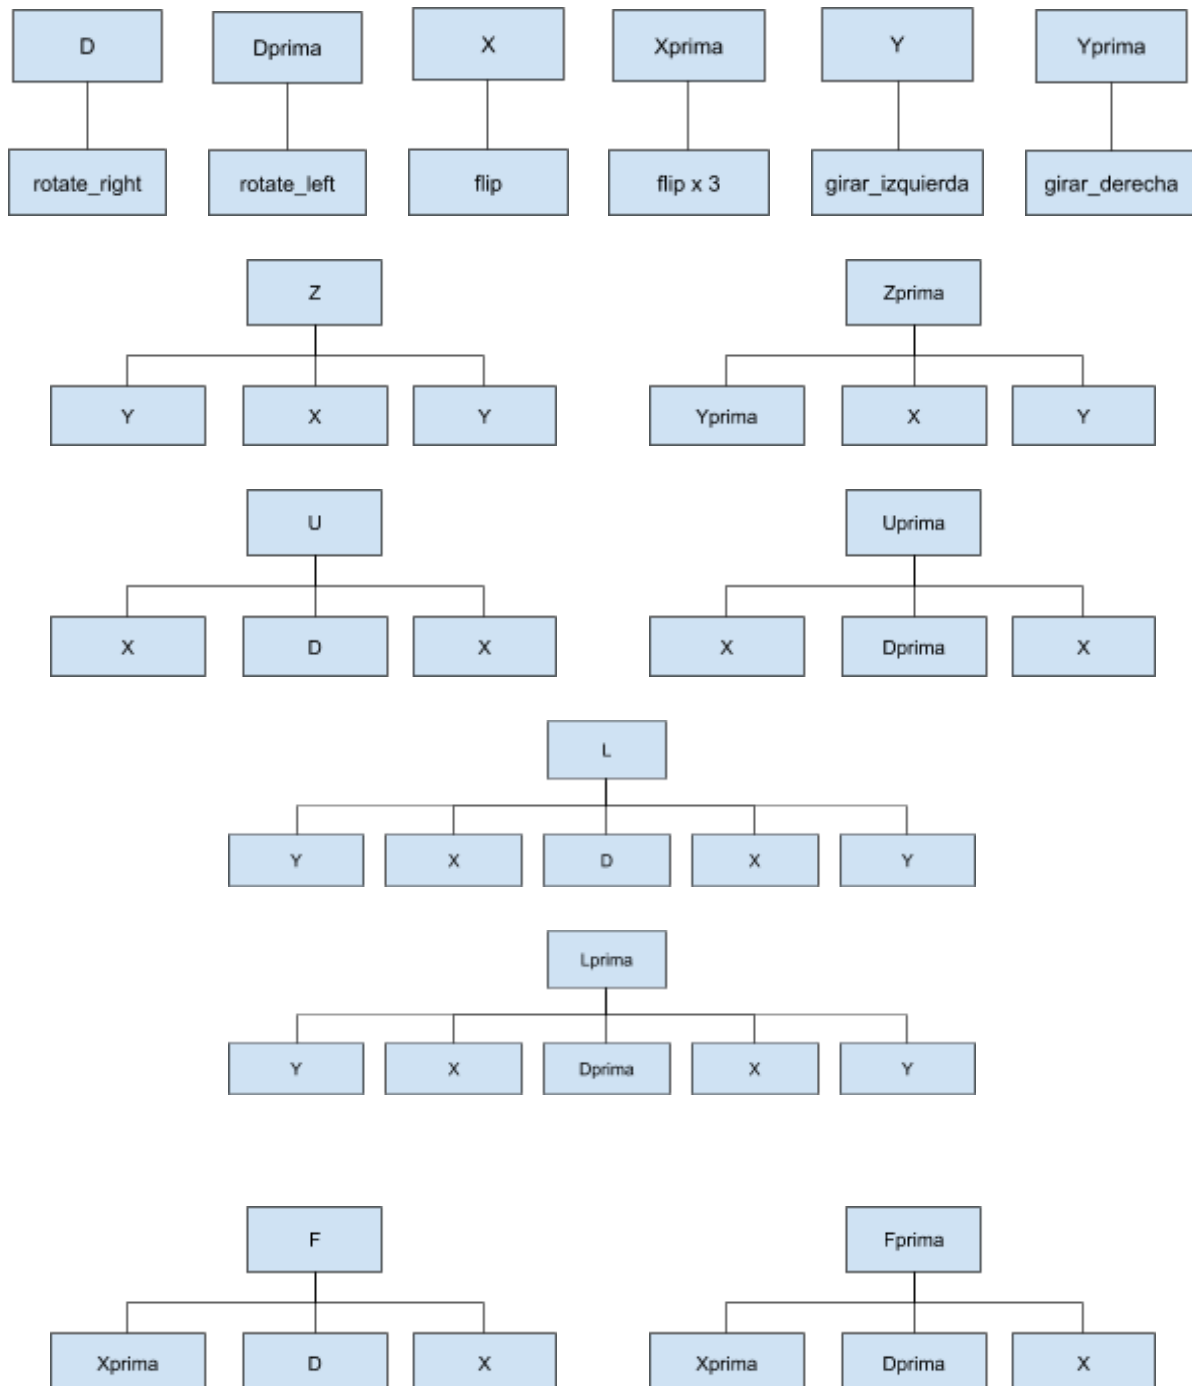 D Dprima X Xprima Y Yprima
rotate_right rotate_left flip flip x 3 girar_izquierda girar_derecha
Z Zprima
Y X Y Yprima X Y
U Uprima
X D X X Dprima X
L
Y X D X Y
Lprima
Y X Dprima X Y
F Fprima
Xprima D X Xprima Dprima X